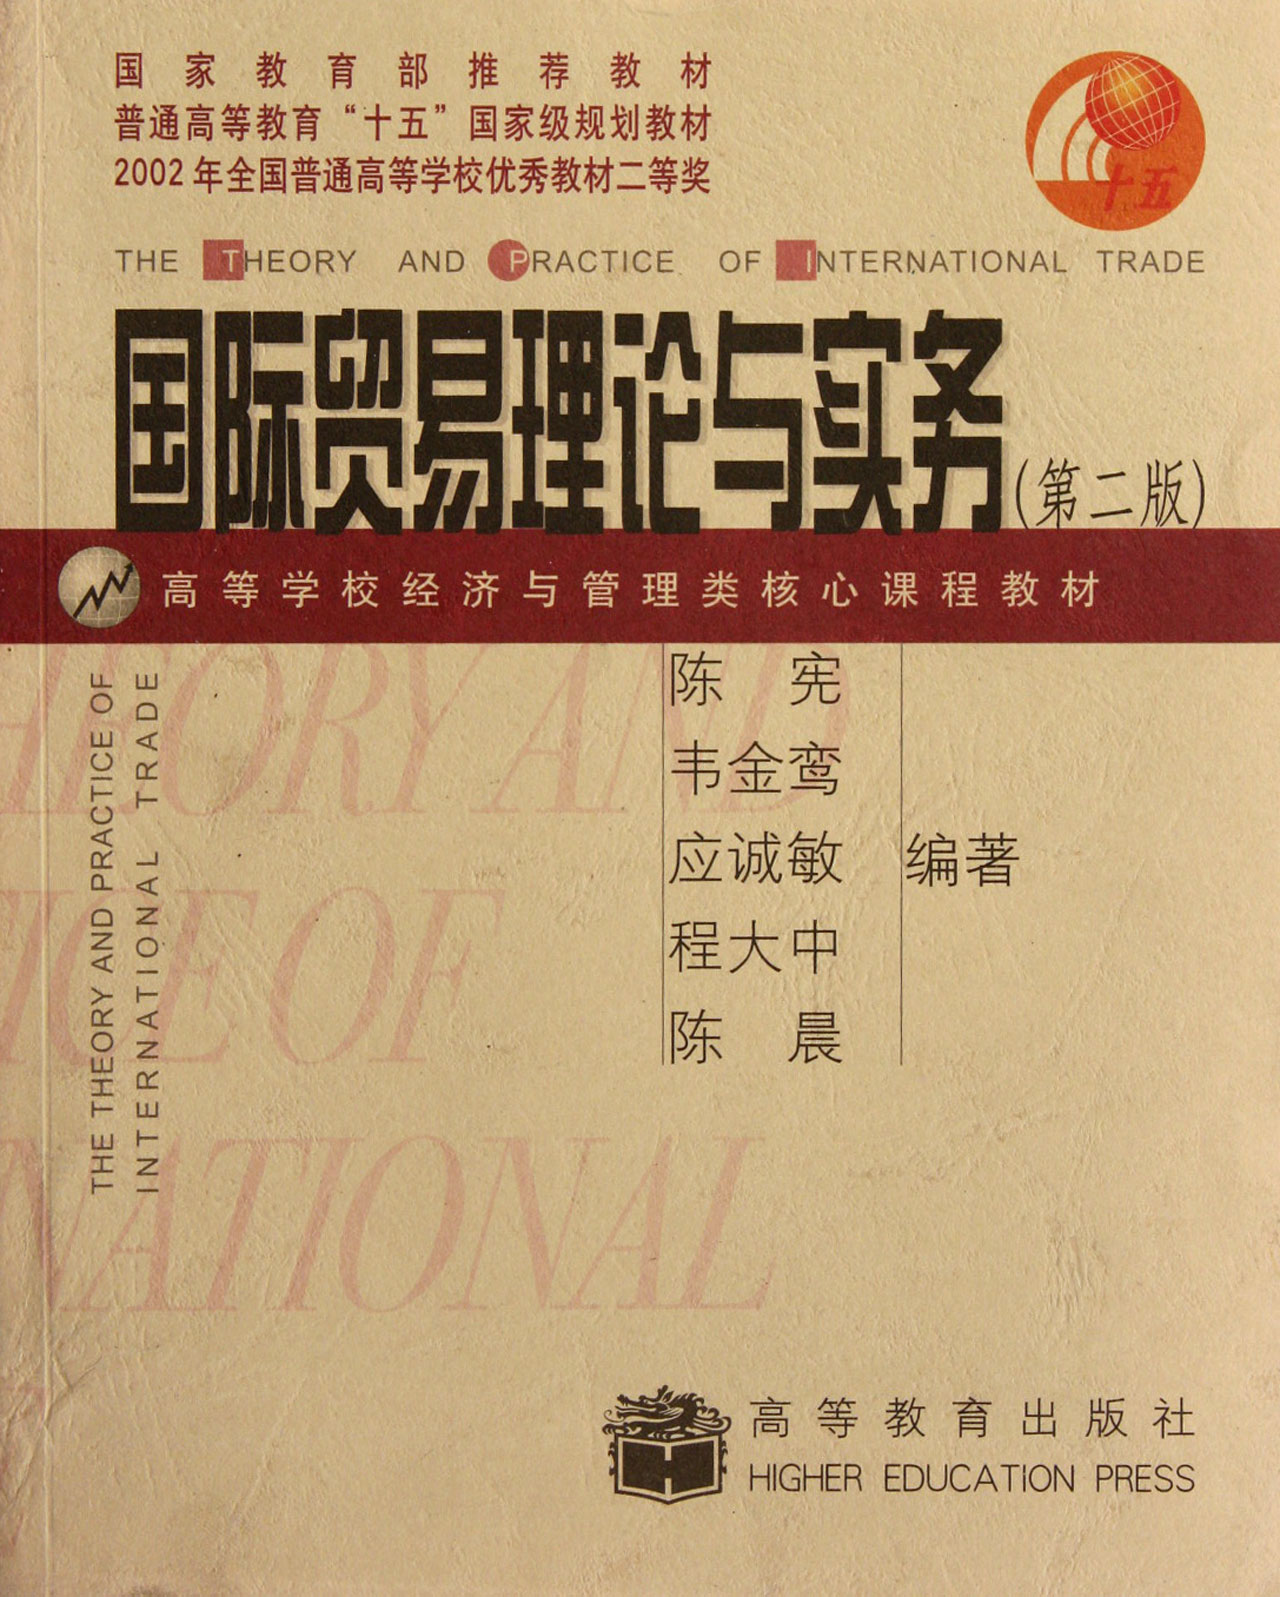 国家教育部推荐教材
普通高等教育“十五”国家级规划教材
2002年全国普通高等学校优秀教材二等奖
十五
THE THEORY AND PRACTICE OF INTERNATIONAL TRADE
国际贸易理论与实务(第二版)
高等学校经济与管理类核心课程教材
THE THEORY AND PRACTICE OF
INTERNATIONAL TRADE
HEORY AND
ICE OF
NATIONAL
陈宪
韦金鸾
应诚敏 编著
程大中
陈晨
高等教育出版社
HIGHER EDUCATION PRESS